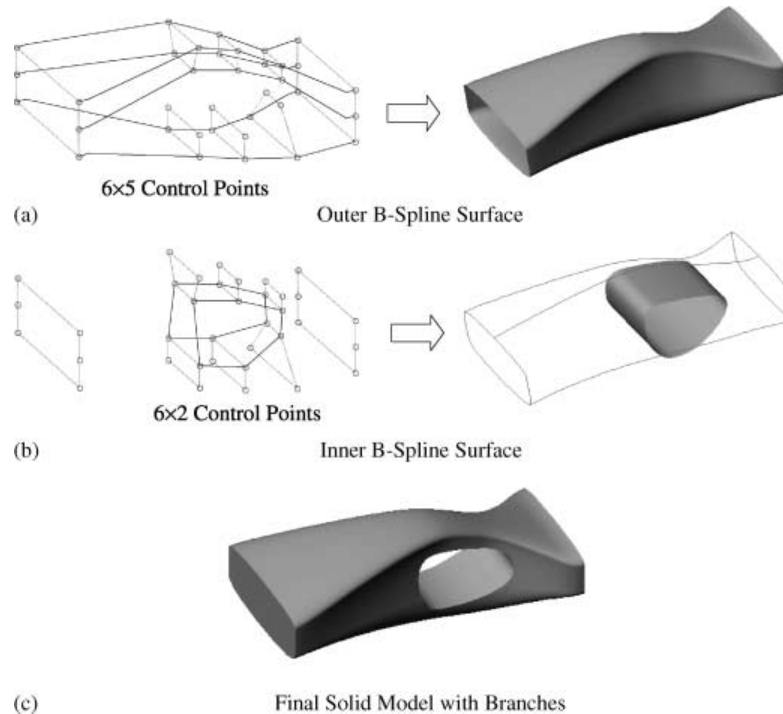 6×5 Control Points
(a) Outer B-Spline Surface
6×2 Control Points
(b) Inner B-Spline Surface
(c) Final Solid Model with Branches